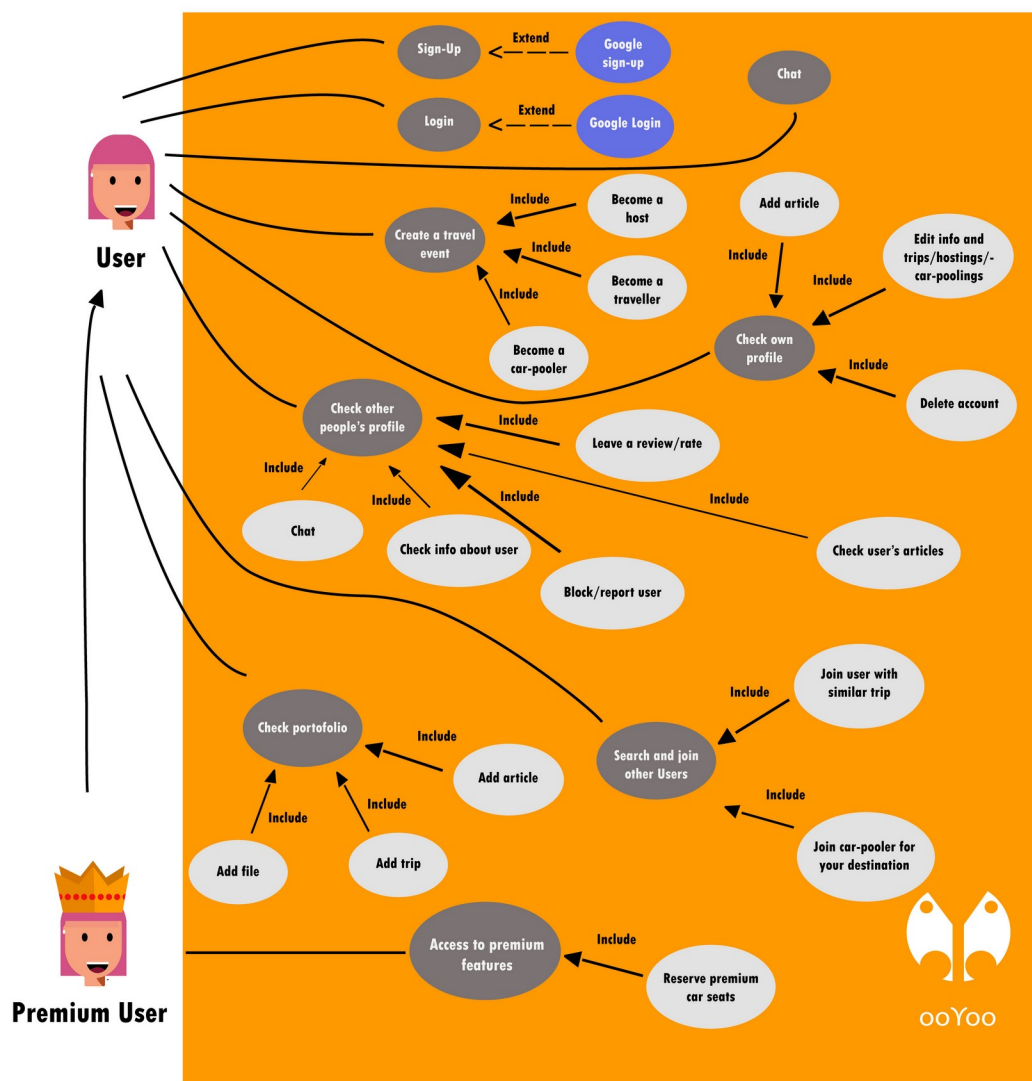 Sign-Up
Extend
Google
sign-up
Chat
Login
Extend
Google Login
User
Create a travel
event
Include
Become a
host
Include
Become a
traveller
Include
Become a
car-pooler
Add article
Include
Edit info and
trips/hostings/-
car-poolings
Include
Check own
profile
Include
Delete account
Check other
people's profile
Include
Leave a review/rate
Include
Chat
Include
Check info about user
Include
Block/report user
Include
Check user's articles
Check portofolio
Include
Add article
Include
Add file
Include
Add trip
Search and join
other Users
Include
Join user with
similar trip
Include
Join car-pooler for
your destination
Premium User
Access to premium
features
Include
Reserve premium
car seats
ooYoo